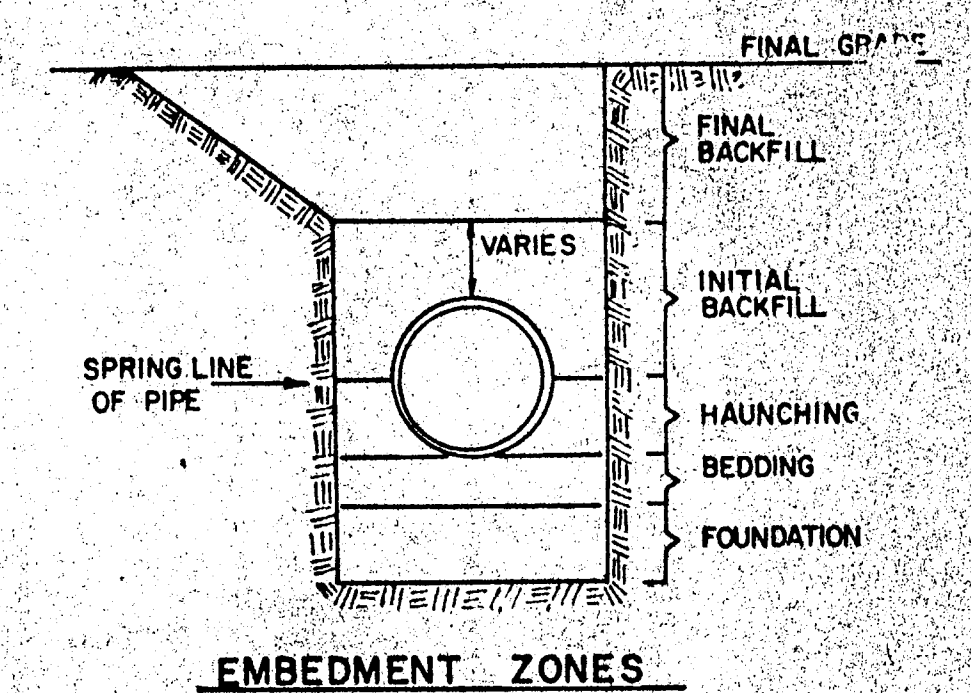 FINAL GRADE
FINAL
BACKFILL
VARIES
INITIAL
BACKFILL
SPRING LINE
OF PIPE
HAUNCHING
BEDDING
FOUNDATION
EMBEDMENT ZONES